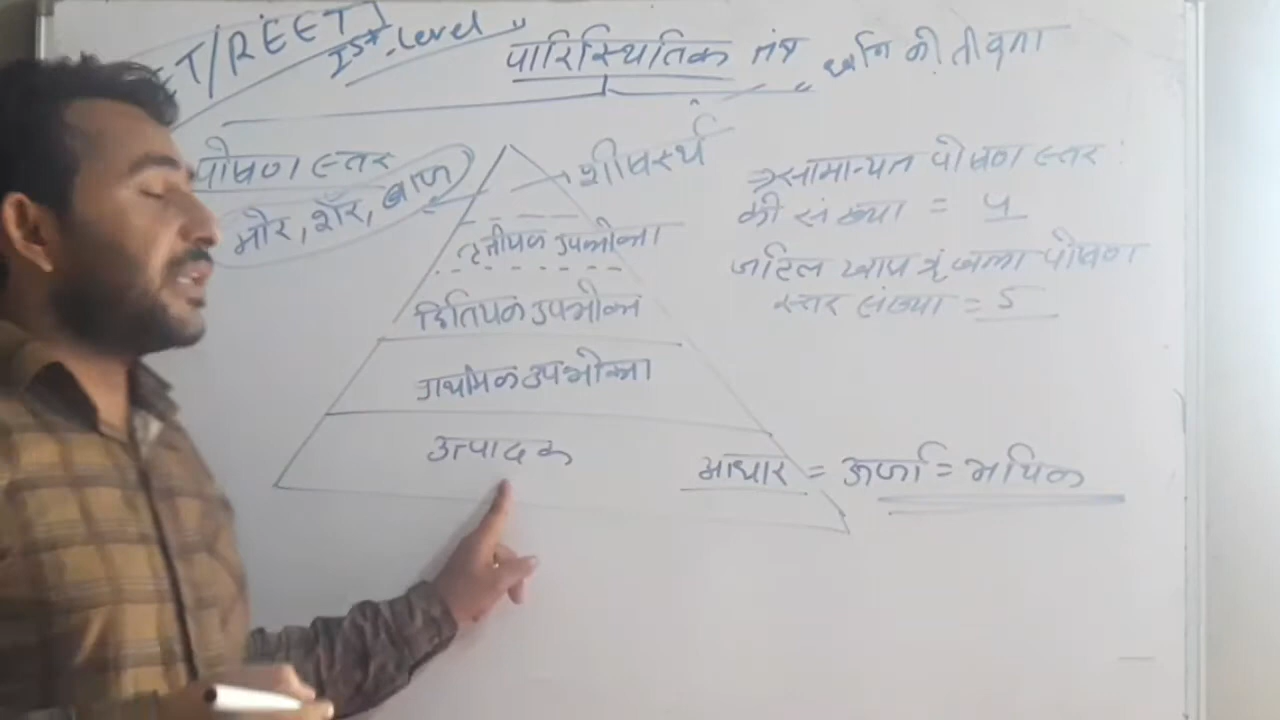 ET/REET
Ist Level
पारिस्थितिक तंत्र
ध्वनि की तीव्रता
पोषण स्तर
मोर, शेर, बाज
शीर्षस्थ
तृतीयक उपभोक्ता
द्वितियक उपभोक्ता
प्राथमिक उपभोक्ता
उत्पादक
सामान्यत पोषण स्तर
की संख्या = 4
जटिल खाद्य श्रृंखला पोषण
स्तर संख्या = 5
आधार = ऊर्जा = अधिक